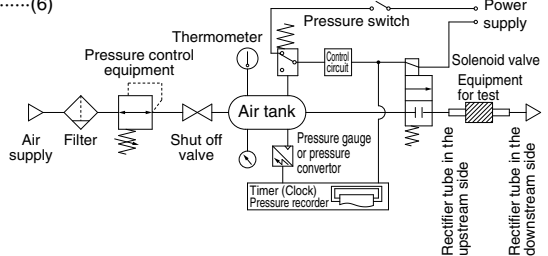 ······(6)
Power
supply
Pressure switch
Thermometer
Control
circuit
Solenoid valve
Pressure control
equipment
Equipment
for test
Air tank
Air
supply
Filter
Shut off
valve
Pressure gauge
or pressure
convertor
Timer (Clock)
Pressure recorder
Rectifier tube in the
upstream side
Rectifier tube in the
downstream side